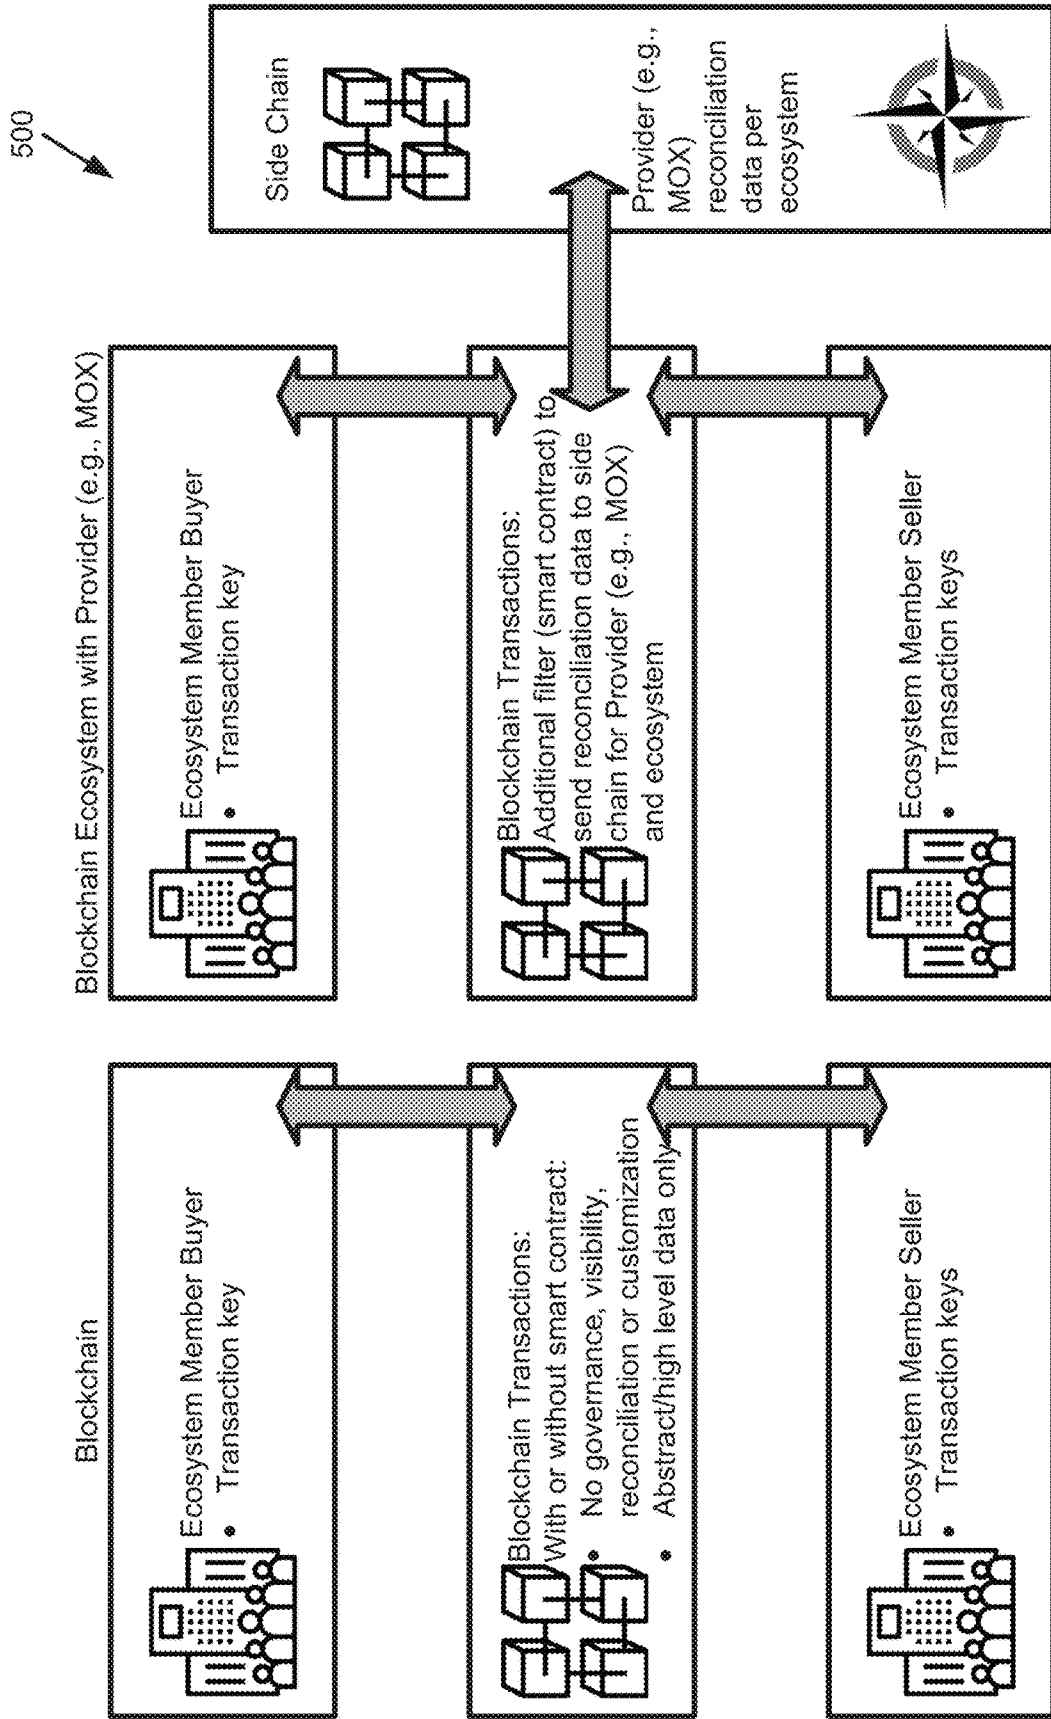 500
Blockchain
Ecosystem Member Buyer
• Transaction key
Blockchain Transactions:
With or without smart contract:
• No governance, visibility,
reconciliation or customization
• Abstract/high level data only
Ecosystem Member Seller
• Transaction keys
Blockchain Ecosystem with Provider (e.g., MOX)
Ecosystem Member Buyer
• Transaction key
Blockchain Transactions:
Additional filter (smart contract) to
send reconciliation data to side
chain for Provider (e.g., MOX)
and ecosystem
Ecosystem Member Seller
• Transaction keys
Side Chain
Provider (e.g.,
MOX)
reconciliation
data per
ecosystem